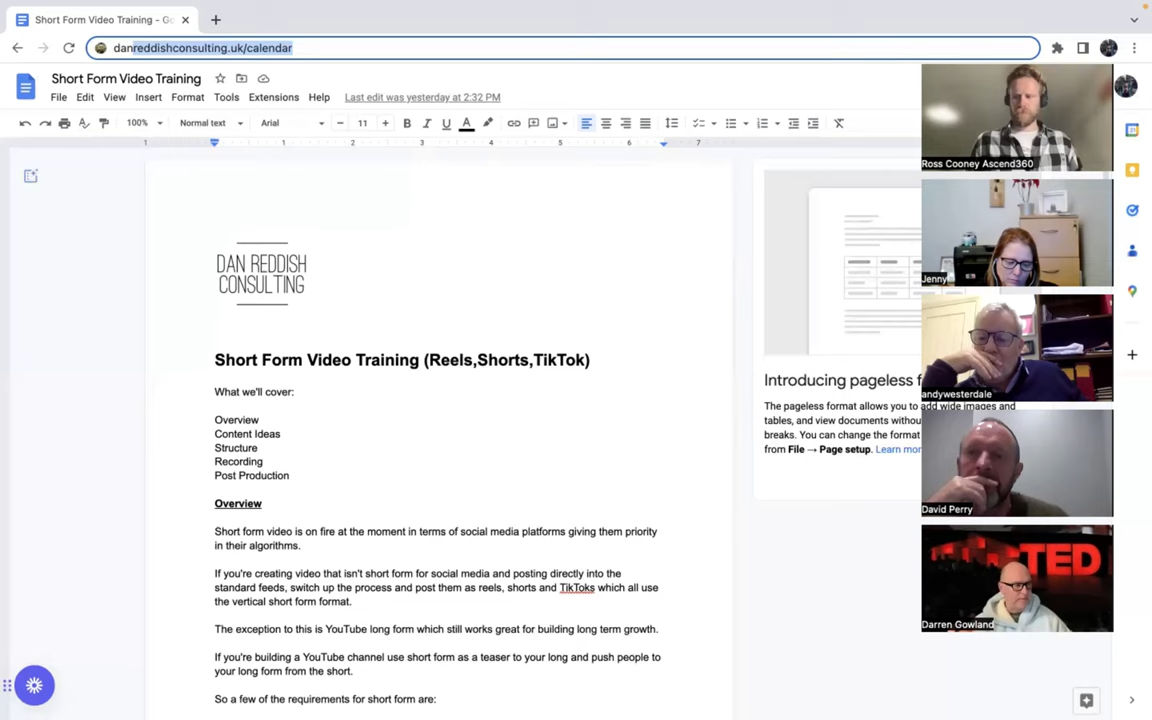 Short Form Video Training - Go
danreddishconsulting.uk/calendar
Short Form Video Training
File Edit View Insert Format Tools Extensions Help Last edit was yesterday at 2:32 PM
100% Normal text Arial 11 B I U A
1 1 2 3 4 5 6 7
DAN REDDISH
CONSULTING
Short Form Video Training (Reels,Shorts,TikTok)
What we'll cover:
Overview
Content Ideas
Structure
Recording
Post Production
Overview
Short form video is on fire at the moment in terms of social media platforms giving them priority
in their algorithms.
If you're creating video that isn't short form for social media and posting directly into the
standard feeds, switch up the process and post them as reels, shorts and TikToks which all use
the vertical short form format.
The exception to this is YouTube long form which still works great for building long term growth.
If you're building a YouTube channel use short form as a teaser to your long and push people to
your long form from the short.
So a few of the requirements for short form are:
Introducing pageless f
The pageless format allows you to add wide images and
tables, and view documents withou
breaks. You can change the format
from File → Page setup. Learn mor
Ross Cooney Ascend360
Jenny
andywesterdale
David Perry
TED
Darren Gowland